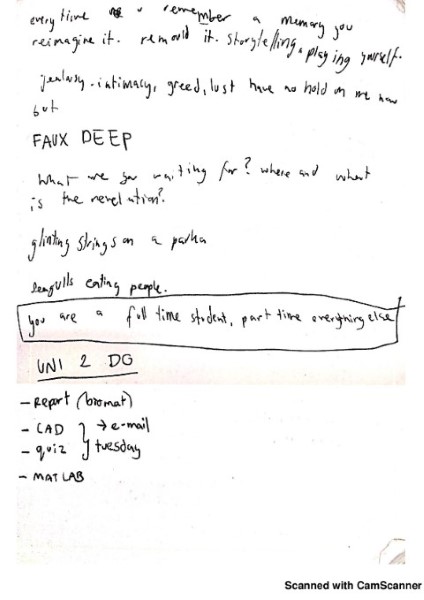 every time u remember a memory you
reimagine it. remould it. storytelling, playing yourself.
jealousy. intimacy, greed, lust have no hold on me now
but
FAUX DEEP
What are you waiting for? where and what
is the revelation?
glinting strings on a parka
seagulls eating people.
you are a full time student, part time everything else
UNI 2 DO
- Report (biomat)
- CAD } → e-mail
- quiz } tuesday
- MATLAB
Scanned with CamScanner